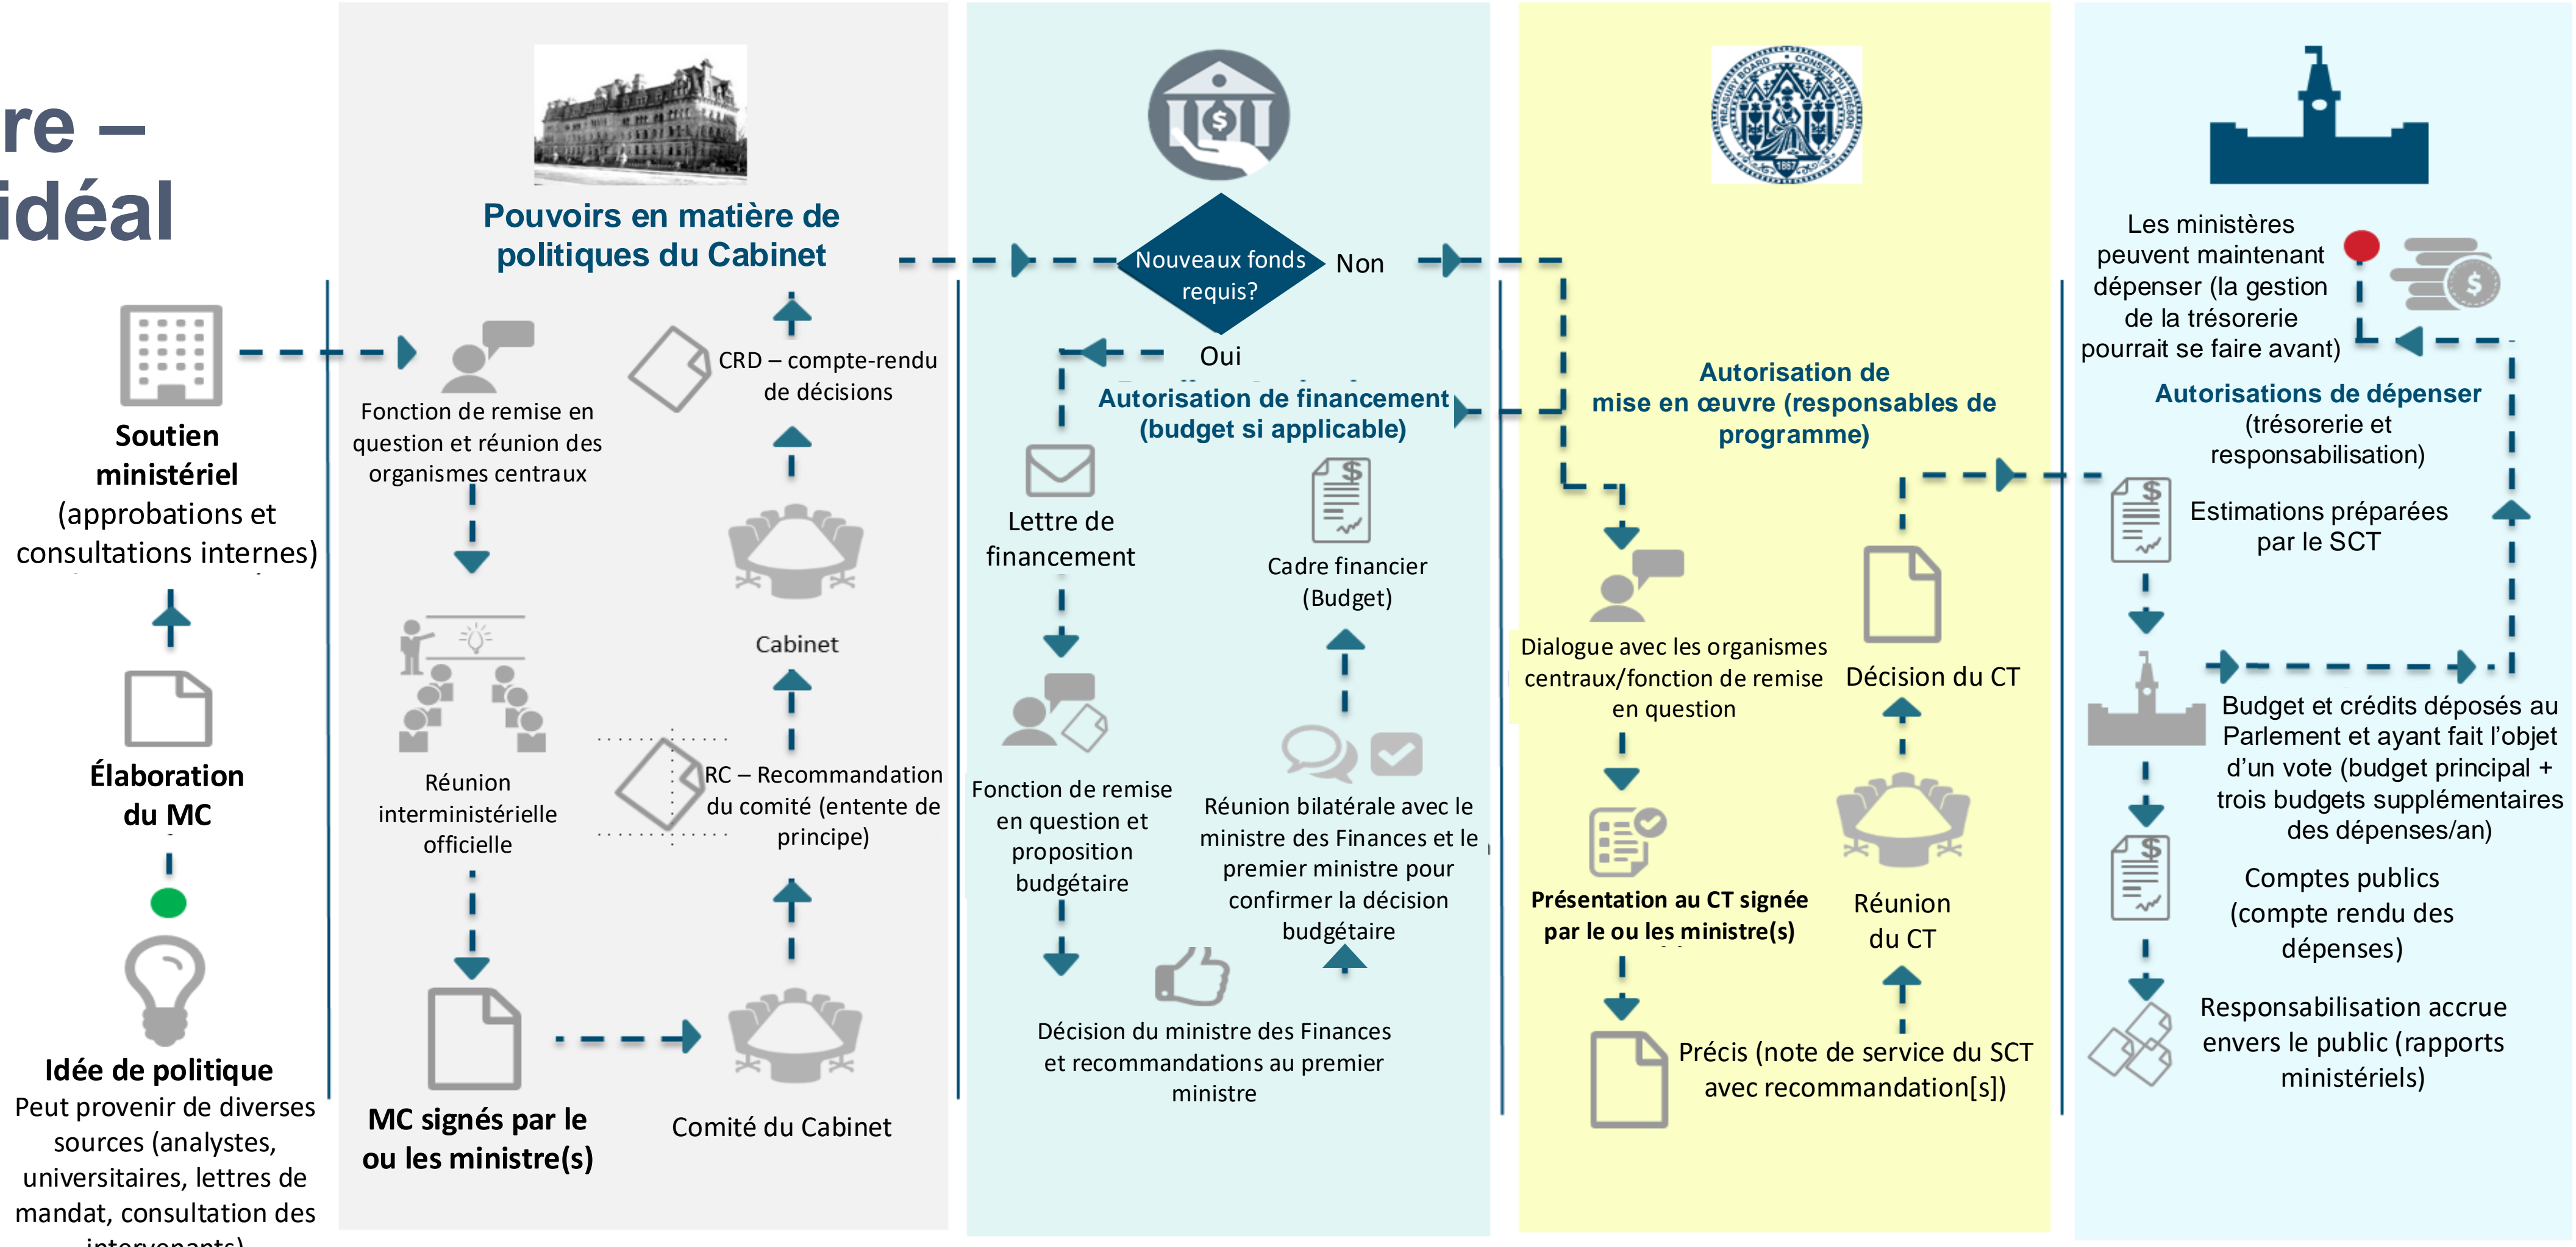 re –
idéal
Soutien
ministériel
(approbations et
consultations internes)
Élaboration
du MC
Idée de politique
Peut provenir de diverses
sources (analystes,
universitaires, lettres de
mandat, consultation des
intervenants)
Pouvoirs en matière de
politiques du Cabinet
Fonction de remise en
question et réunion des
organismes centraux
Réunion
interministérielle
officielle
MC signés par le
ou les ministre(s)
Comité du Cabinet
RC – Recommandation
du comité (entente de
principe)
Cabinet
CRD – compte-rendu
de décisions
Nouveaux fonds
requis?
Non
Oui
Autorisation de financement
(budget si applicable)
Lettre de
financement
Fonction de remise
en question et
proposition
budgétaire
Décision du ministre des Finances
et recommandations au premier
ministre
Réunion bilatérale avec le
ministre des Finances et le
premier ministre pour
confirmer la décision
budgétaire
Cadre financier
(Budget)
TREASURY BOARD • CONSEIL DU TRÉSOR
1867
Autorisation de
mise en œuvre (responsables de
programme)
Dialogue avec les organismes
centraux/fonction de remise
en question
Présentation au CT signée
par le ou les ministre(s)
Précis (note de service du SCT
avec recommandation[s])
Réunion
du CT
Décision du CT
Les ministères
peuvent maintenant
dépenser (la gestion
de la trésorerie
pourrait se faire avant)
Autorisations de dépenser
(trésorerie et
responsabilisation)
Estimations préparées
par le SCT
Budget et crédits déposés au
Parlement et ayant fait l’objet
d’un vote (budget principal +
trois budgets supplémentaires
des dépenses/an)
Comptes publics
(compte rendu des
dépenses)
Responsabilisation accrue
envers le public (rapports
ministériels)